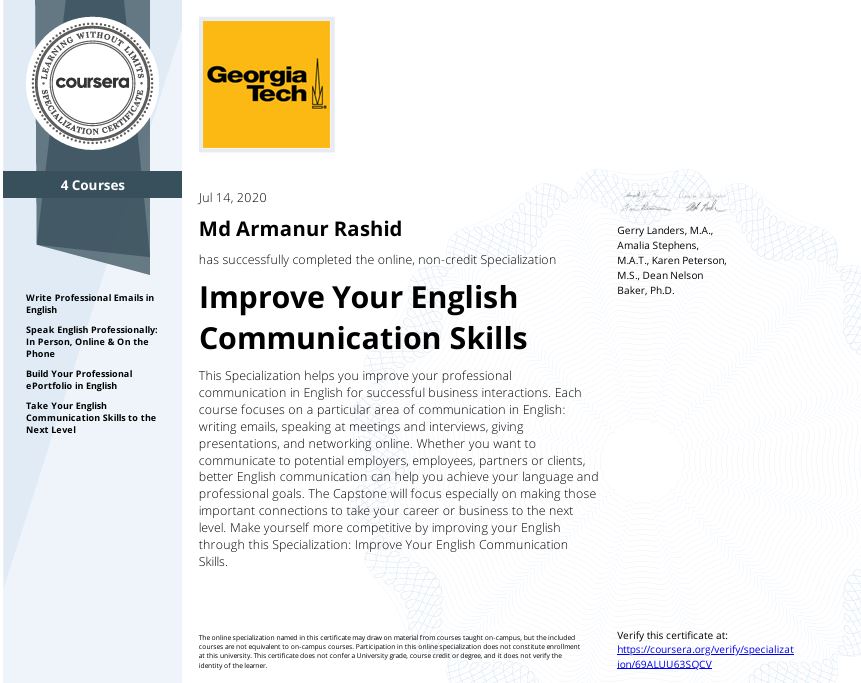 LEARNING WITHOUT LIMITS
coursera
SPECIALIZATION CERTIFICATE
4 Courses
Write Professional Emails in
English
Speak English Professionally:
In Person, Online & On the
Phone
Build Your Professional
ePortfolio in English
Take Your English
Communication Skills to the
Next Level
Georgia
Tech
Jul 14, 2020
Md Armanur Rashid
has successfully completed the online, non-credit Specialization
Improve Your English
Communication Skills
This Specialization helps you improve your professional
communication in English for successful business interactions. Each
course focuses on a particular area of communication in English:
writing emails, speaking at meetings and interviews, giving
presentations, and networking online. Whether you want to
communicate to potential employers, employees, partners or clients,
better English communication can help you achieve your language and
professional goals. The Capstone will focus especially on making those
important connections to take your career or business to the next
level. Make yourself more competitive by improving your English
through this Specialization: Improve Your English Communication
Skills.
Gerry Landers, M.A.,
Amalia Stephens,
M.A.T., Karen Peterson,
M.S., Dean Nelson
Baker, Ph.D.
The online specialization named in this certificate may draw on material from courses taught on-campus, but the included
courses are not equivalent to on-campus courses. Participation in this online specialization does not constitute enrollment
at this university. This certificate does not confer a University grade, course credit or degree, and it does not verify the
identity of the learner.
Verify this certificate at:
https://coursera.org/verify/specializat
ion/69ALUU63SQCV